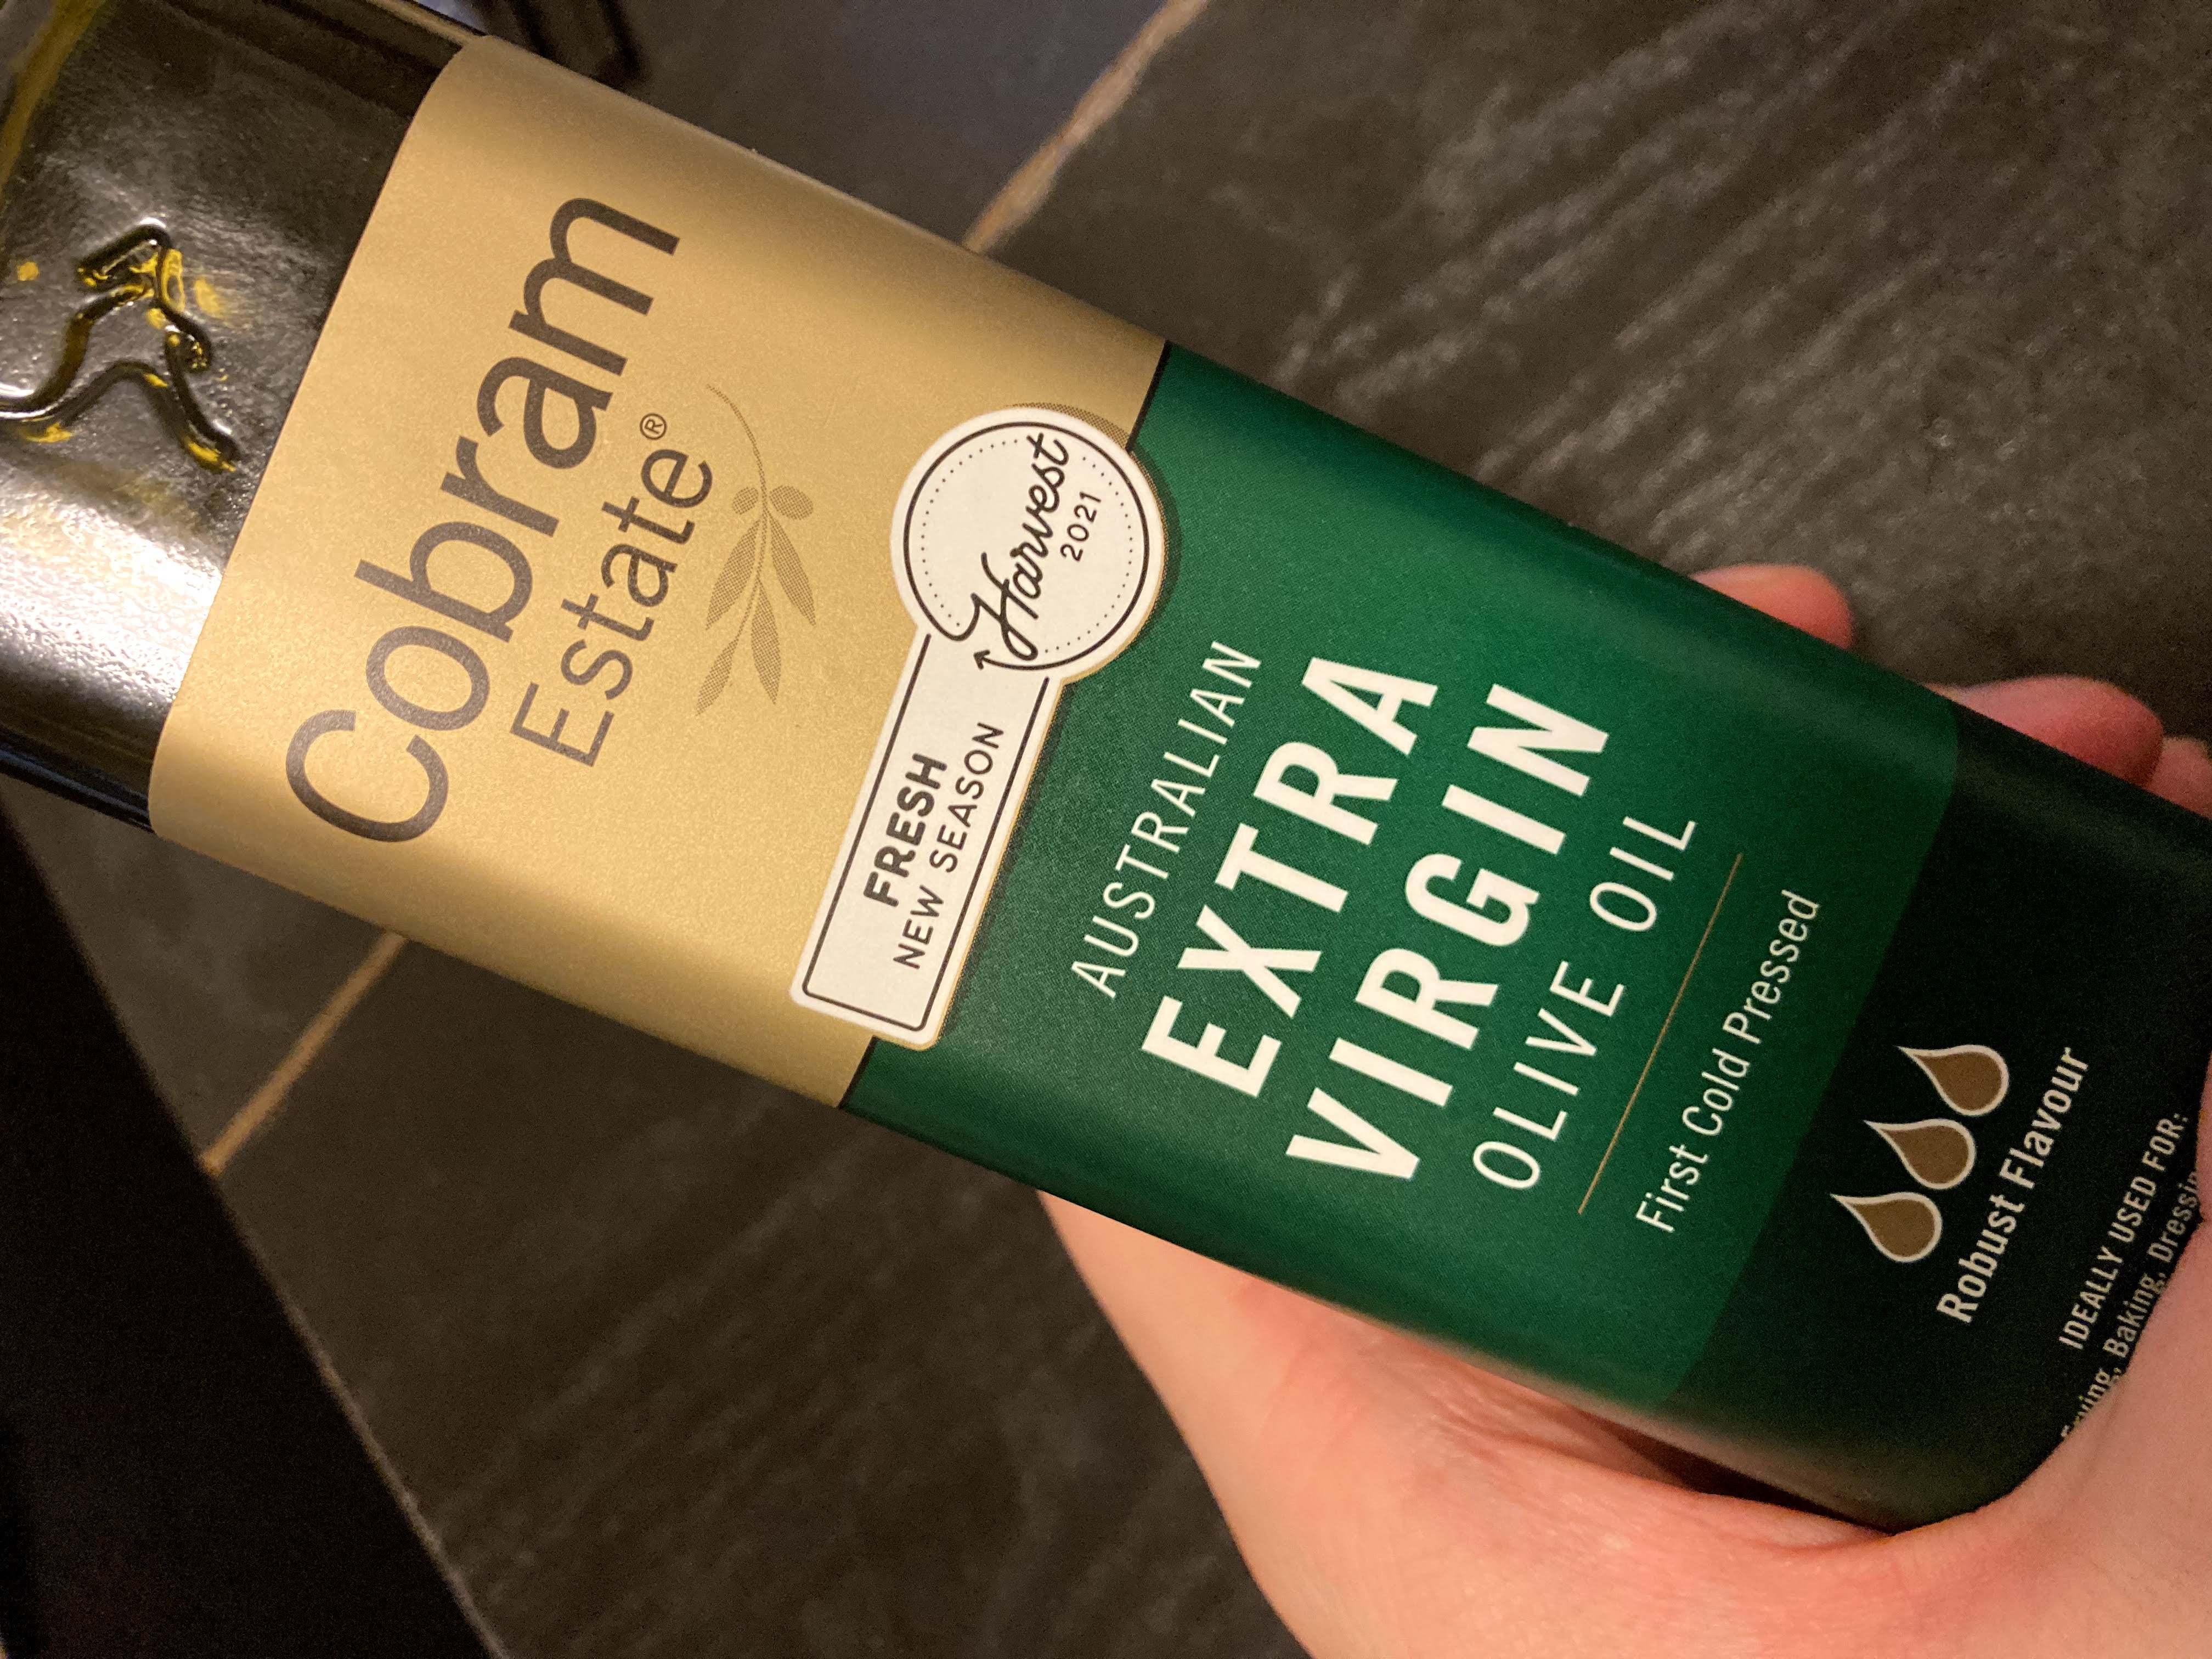 Cobram
Estate®
Harvest
2021
FRESH
NEW SEASON
AUSTRALIAN
EXTRA
VIRGIN
OLIVE OIL
First Cold Pressed
Robust Flavour
IDEALLY USED FOR:
Baking,